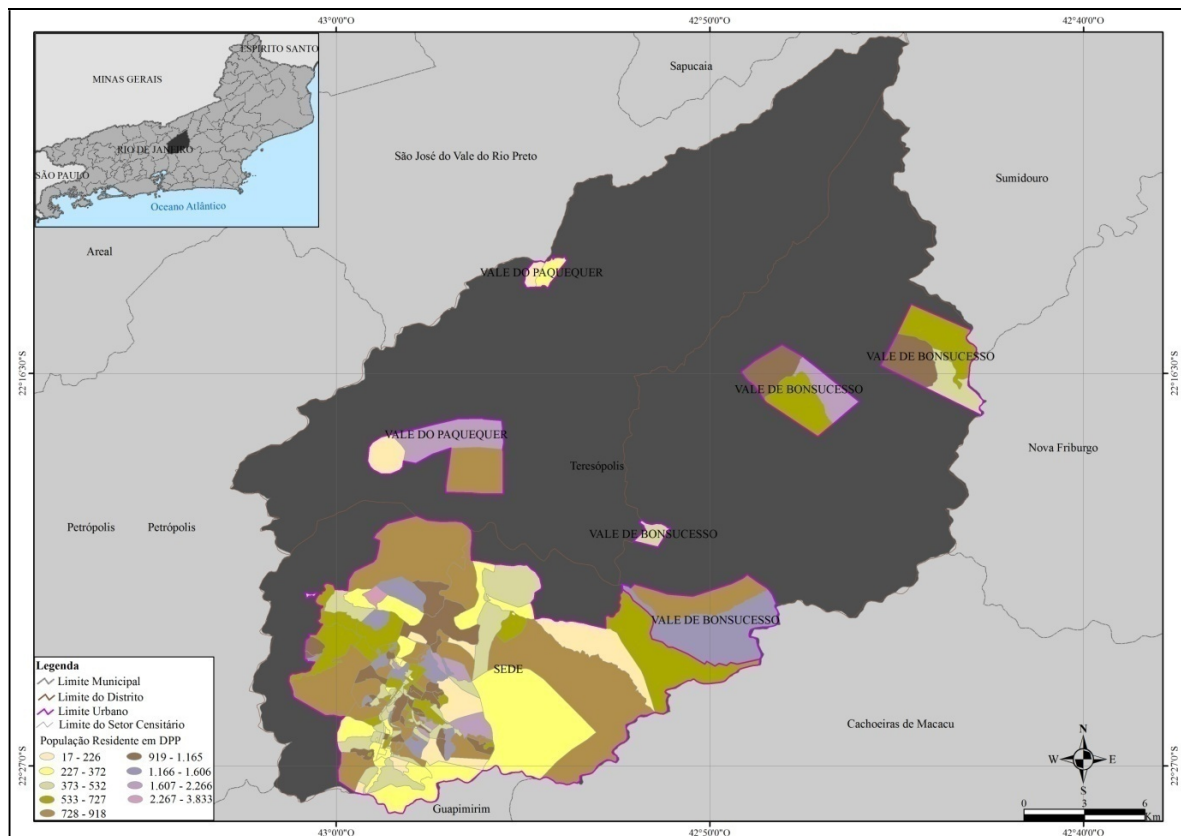 43°0'0"O
42°50'0"O
42°40'0"O
ESPÍRITO SANTO
MINAS GERAIS
RIO DE JANEIRO
SÃO PAULO
Oceano Atlântico
Sapucaia
São José do Vale do Rio Preto
Sumidouro
Areal
VALE DO PAQUEQUER
22°16'30"S
22°16'30"S
VALE DE BONSUCESSO
VALE DE BONSUCESSO
VALE DO PAQUEQUER
Nova Friburgo
Teresópolis
Petrópolis
Petrópolis
VALE DE BONSUCESSO
VALE DE BONSUCESSO
SEDE
Cachoeiras de Macacu
Guapimirim
Legenda
Limite Municipal
Limite do Distrito
Limite Urbano
Limite do Setor Censitário
População Residente em DPP
17 - 226
227 - 372
373 - 532
533 - 727
728 - 918
919 - 1.165
1.166 - 1.606
1.607 - 2.266
2.267 - 3.833
N
W
E
S
0 3 6
Km
22°27'0"S
22°27'0"S
43°0'0"O
42°50'0"O
42°40'0"O